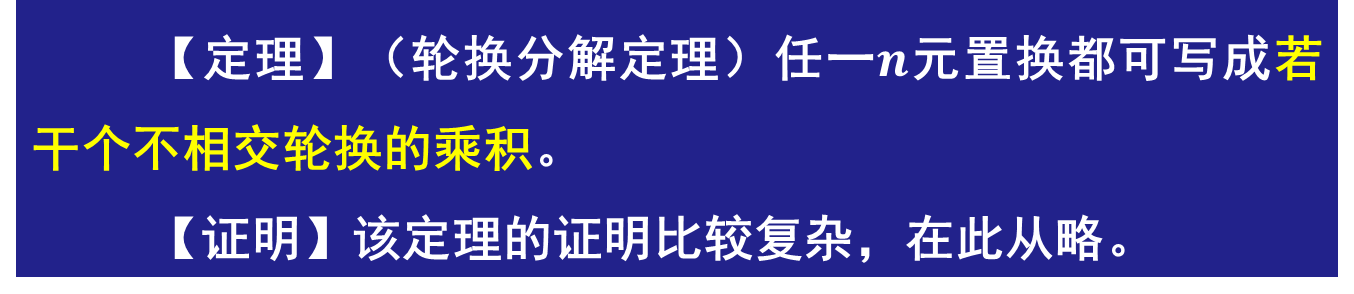 【定理】（轮换分解定理）任一n元置换都可写成若
干个不相交轮换的乘积。
【证明】该定理的证明比较复杂，在此从略。